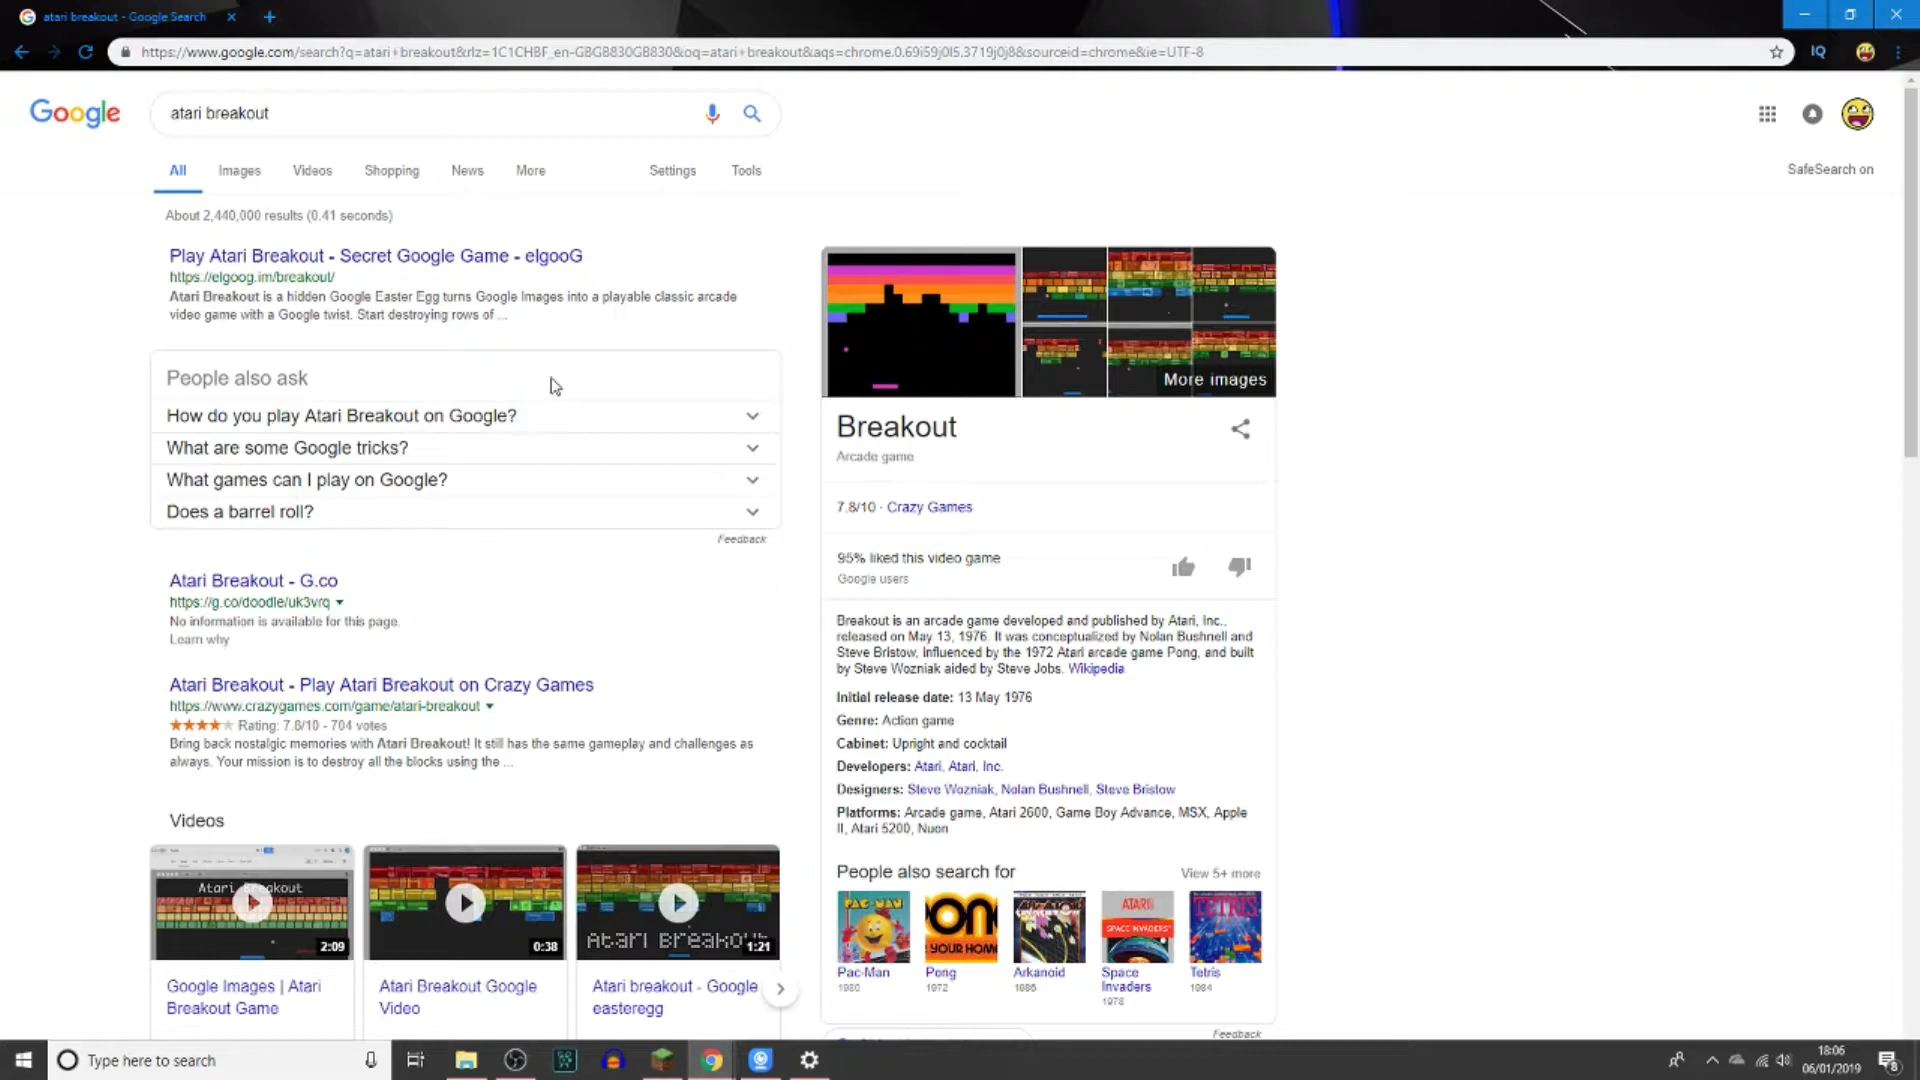 atari breakout - Google Search
https://www.google.com/search?q=atari+breakout&rlz=1C1CHBF_en-GBGB830GB830&oq=atari+breakout&aqs=chrome.0.69i59j0l5.3719j0j8&sourceid=chrome&ie=UTF-8
IQ
Google
atari breakout
All Images Videos Shopping News More Settings Tools
SafeSearch on
About 2,440,000 results (0.41 seconds)
Play Atari Breakout - Secret Google Game - elgooG
https://elgoog.im/breakout/
Atari Breakout is a hidden Google Easter Egg turns Google Images into a playable classic arcade
video game with a Google twist. Start destroying rows of ...
People also ask
How do you play Atari Breakout on Google?
What are some Google tricks?
What games can I play on Google?
Does a barrel roll?
Feedback
Atari Breakout - G.co
https://g.co/doodle/uk3vrq
No information is available for this page.
Learn why
Atari Breakout - Play Atari Breakout on Crazy Games
https://www.crazygames.com/game/atari-breakout
Rating: 7.8/10 - 704 votes
Bring back nostalgic memories with Atari Breakout! It still has the same gameplay and challenges as
always. Your mission is to destroy all the blocks using the ...
Videos
Atari Breakout
2:09
0:38
Atari Breakout
1:21
Google Images | Atari
Breakout Game
Atari Breakout Google
Video
Atari breakout - Google
easteregg
More images
Breakout
Arcade game
7.8/10 · Crazy Games
95% liked this video game
Google users
Breakout is an arcade game developed and published by Atari, Inc.,
released on May 13, 1976. It was conceptualized by Nolan Bushnell and
Steve Bristow, influenced by the 1972 Atari arcade game Pong, and built
by Steve Wozniak aided by Steve Jobs. Wikipedia
Initial release date: 13 May 1976
Genre: Action game
Cabinet: Upright and cocktail
Developers: Atari, Atari, Inc.
Designers: Steve Wozniak, Nolan Bushnell, Steve Bristow
Platforms: Arcade game, Atari 2600, Game Boy Advance, MSX, Apple
II, Atari 5200, Nuon
People also search for
View 5+ more
PAC-MAN
PONG
YOUR HOME
ATARI
SPACE INVADERS
TETRIS
Pac-Man
1980
Pong
1972
Arkanoid
1986
Space
Invaders
1978
Tetris
1984
Feedback
Type here to search
18:06
06/01/2019
8